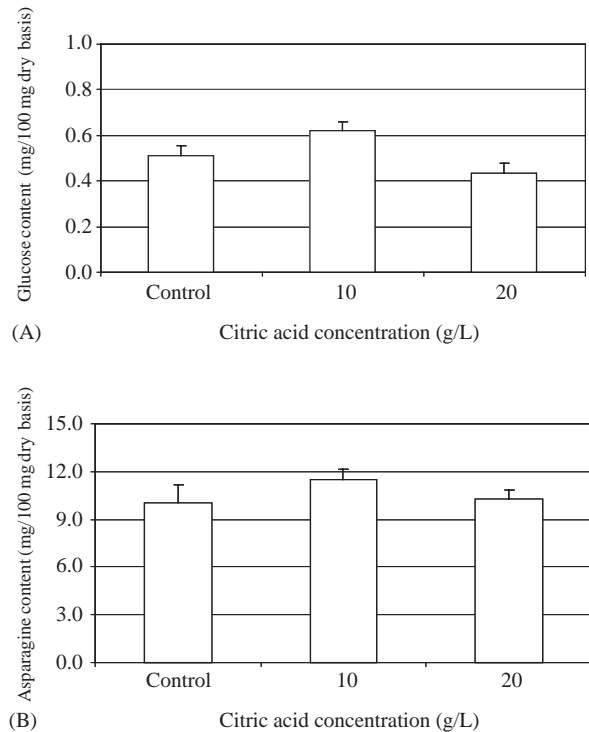 Glucose content (mg/100 mg dry basis)
1.0
0.8
0.6
0.4
0.2
0.0
Control 10 20
(A) Citric acid concentration (g/L)
Asparagine content (mg/100 mg dry basis)
15.0
12.0
9.0
6.0
3.0
0.0
Control 10 20
(B) Citric acid concentration (g/L)